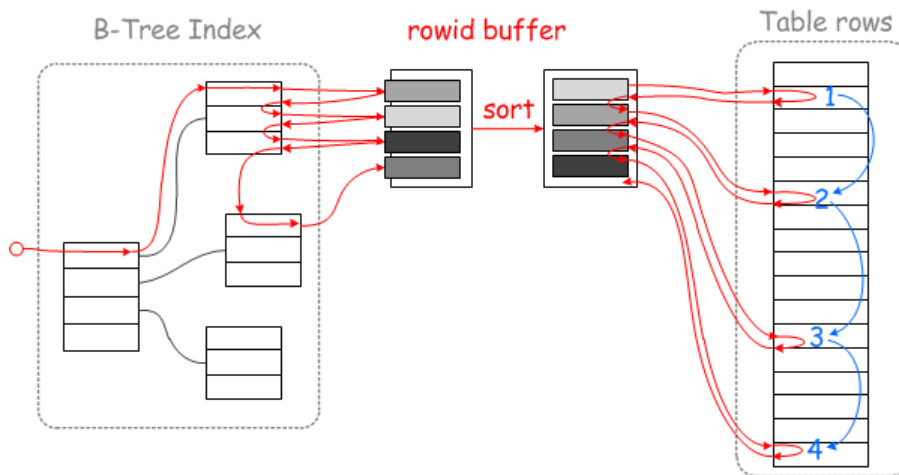 B-Tree Index
rowid buffer
Table rows
sort
1
2
3
4